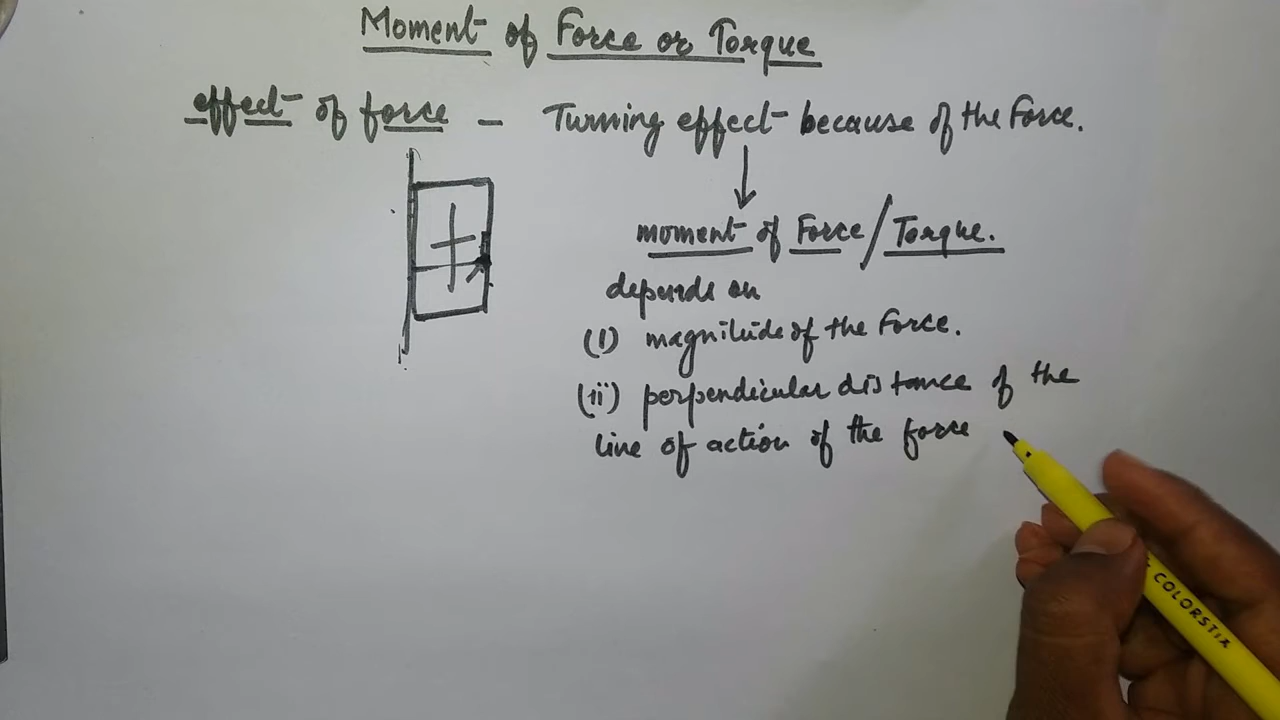 Moment of Force or Torque
effect of force - Turning effect because of the Force.
moment of Force/Torque.
depends on
(i) magnitude of the Force.
(ii) perpendicular distance of the
line of action of the force
COLORSTIX